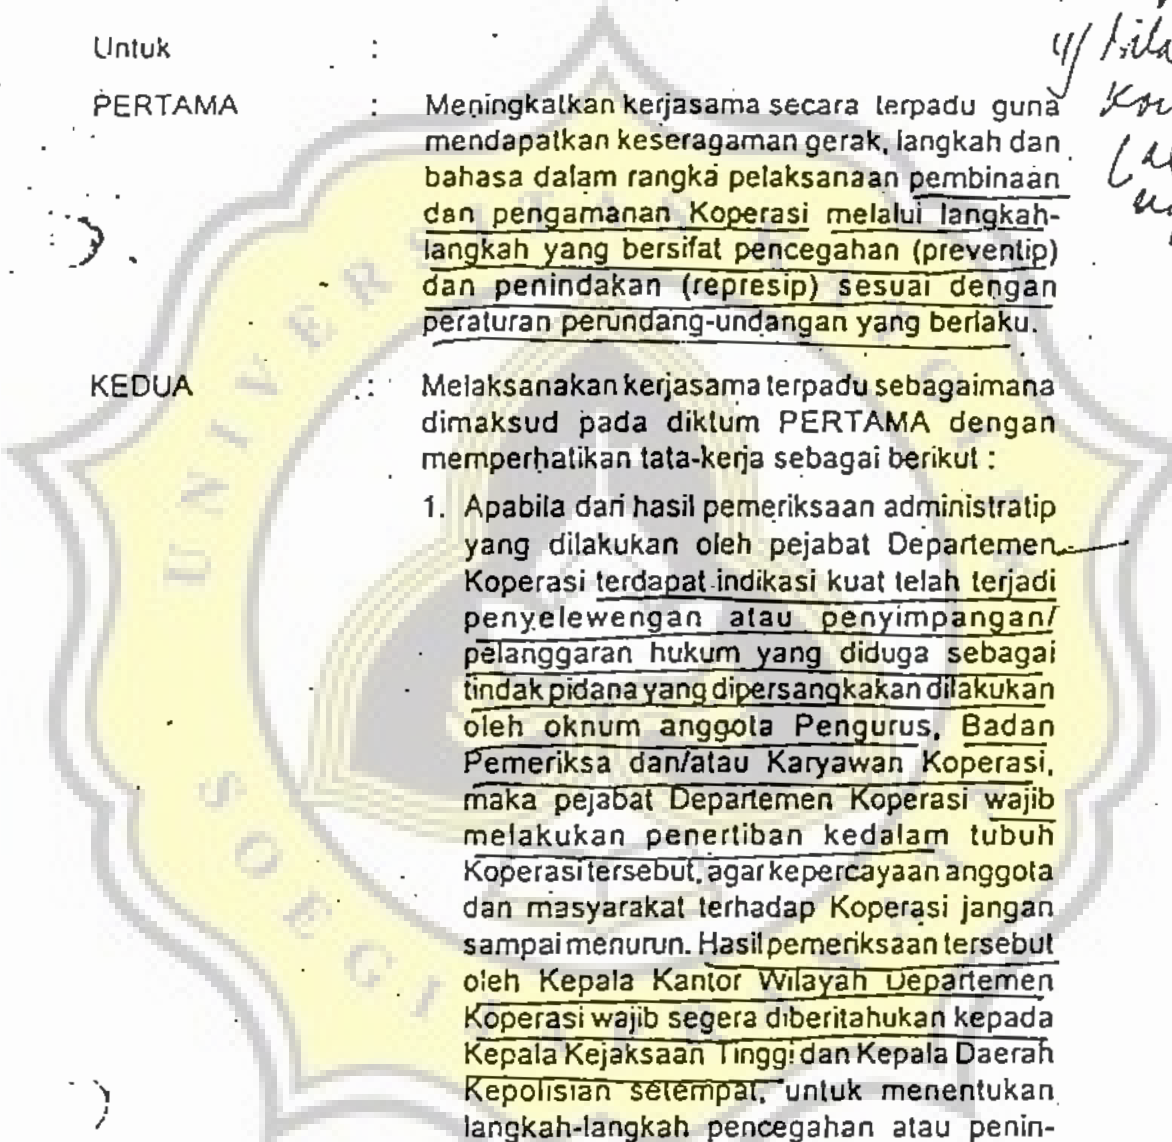 Untuk :
PERTAMA : Meningkatkan kerjasama secara terpadu guna
mendapatkan keseragaman gerak, langkah dan
bahasa dalam rangka pelaksanaan pembinaan
dan pengamanan Koperasi melalui langkah-
langkah yang bersifat pencegahan (preventip)
dan penindakan (represip) sesuai dengan
peraturan perundang-undangan yang berlaku.
KEDUA : Melaksanakan kerjasama terpadu sebagaimana
dimaksud pada diktum PERTAMA dengan
memperhatikan tata-kerja sebagai berikut :
1. Apabila dari hasil pemeriksaan administratip
yang dilakukan oleh pejabat Departemen
Koperasi terdapat indikasi kuat telah terjadi
penyelewengan atau penyimpangan/
pelanggaran hukum yang diduga sebagai
tindak pidana yang dipersangkakan dilakukan
oleh oknum anggota Pengurus, Badan
Pemeriksa dan/atau Karyawan Koperasi,
maka pejabat Departemen Koperasi wajib
melakukan penertiban kedalam tubuh
Koperasi tersebut, agar kepercayaan anggota
dan masyarakat terhadap Koperasi jangan
sampai menurun. Hasil pemeriksaan tersebut
oleh Kepala Kantor Wilayah Departemen
Koperasi wajib segera diberitahukan kepada
Kepala Kejaksaan Tinggi dan Kepala Daerah
Kepolisian setempat, untuk menentukan
langkah-langkah pencegahan atau penin-
UNIVERSITAS
SOEGIJAPRANATA